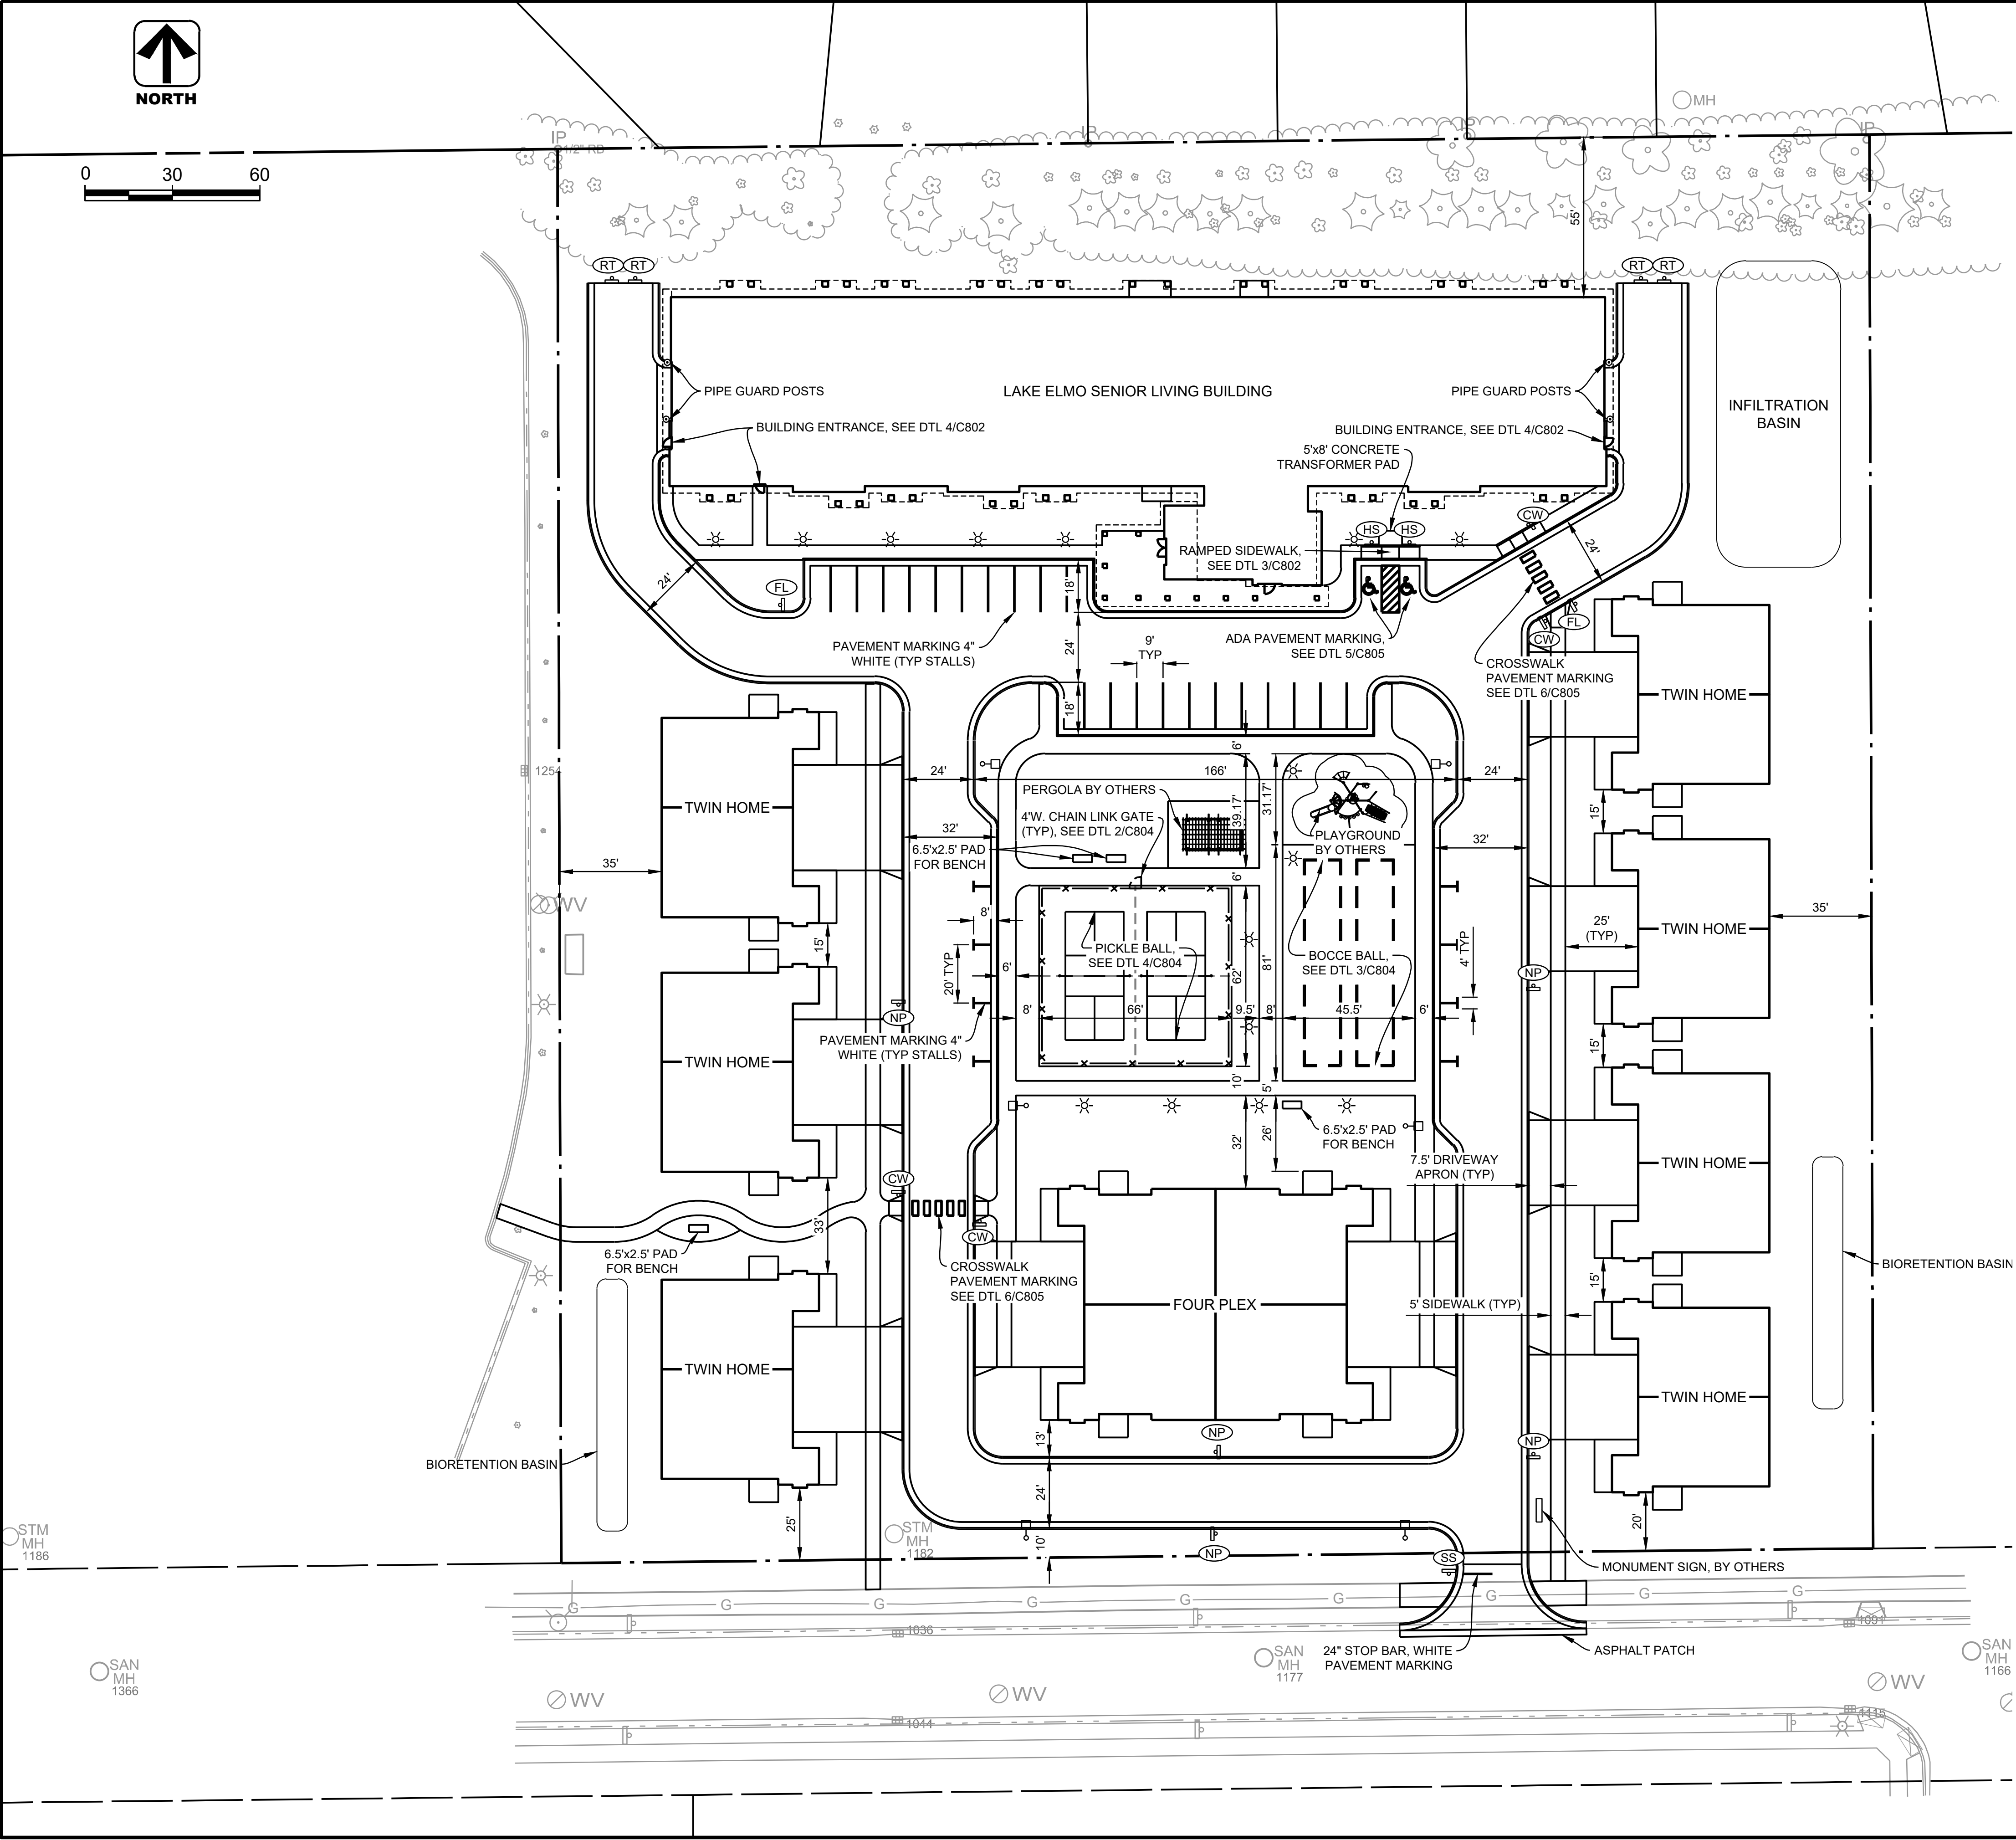 NORTH
0 30 60
MH
IP
1/2" RB
IP
IP
IP
55'
RT RT
RT RT
PIPE GUARD POSTS
LAKE ELMO SENIOR LIVING BUILDING
PIPE GUARD POSTS
INFILTRATION
BASIN
BUILDING ENTRANCE, SEE DTL 4/C802
BUILDING ENTRANCE, SEE DTL 4/C802
5'x8' CONCRETE
TRANSFORMER PAD
CW
HS HS
RAMPED SIDEWALK,
SEE DTL 3/C802
24'
24'
FL
18'
FL
CW
PAVEMENT MARKING 4"
WHITE (TYP STALLS)
24'
9'
TYP
ADA PAVEMENT MARKING,
SEE DTL 5/C805
CROSSWALK
PAVEMENT MARKING
SEE DTL 6/C805
TWIN HOME
18'
6'
1254
24'
166'
24'
TWIN HOME
PERGOLA BY OTHERS
39.17'
31.17'
15'
4'W. CHAIN LINK GATE
(TYP), SEE DTL 2/C804
32'
6.5'x2.5' PAD
FOR BENCH
PLAYGROUND
BY OTHERS
32'
35'
6'
WV
8'
35'
25'
(TYP)
TWIN HOME
15'
PICKLE BALL,
SEE DTL 4/C804
BOCCE BALL,
SEE DTL 3/C804
4' TYP
20' TYP
6'
62'
81'
NP
NP
8'
66'
9.5'
8'
45.5'
6'
PAVEMENT MARKING 4"
WHITE (TYP STALLS)
15'
TWIN HOME
10'
5'
32'
26'
6.5'x2.5' PAD
FOR BENCH
7.5' DRIVEWAY
APRON (TYP)
TWIN HOME
CW
33'
CW
6.5'x2.5' PAD
FOR BENCH
CROSSWALK
PAVEMENT MARKING
SEE DTL 6/C805
BIORETENTION BASIN
15'
FOUR PLEX
5' SIDEWALK (TYP)
TWIN HOME
TWIN HOME
NP
NP
13'
BIORETENTION BASIN
24'
25'
20'
STM
MH
1186
STM
MH
1182
10'
NP
SS
MONUMENT SIGN, BY OTHERS
G G G G G G G G G
1036
1091
24" STOP BAR, WHITE
PAVEMENT MARKING
ASPHALT PATCH
SAN
MH
1366
SAN
MH
1177
SAN
MH
1166
WV
WV
WV
1044
1115